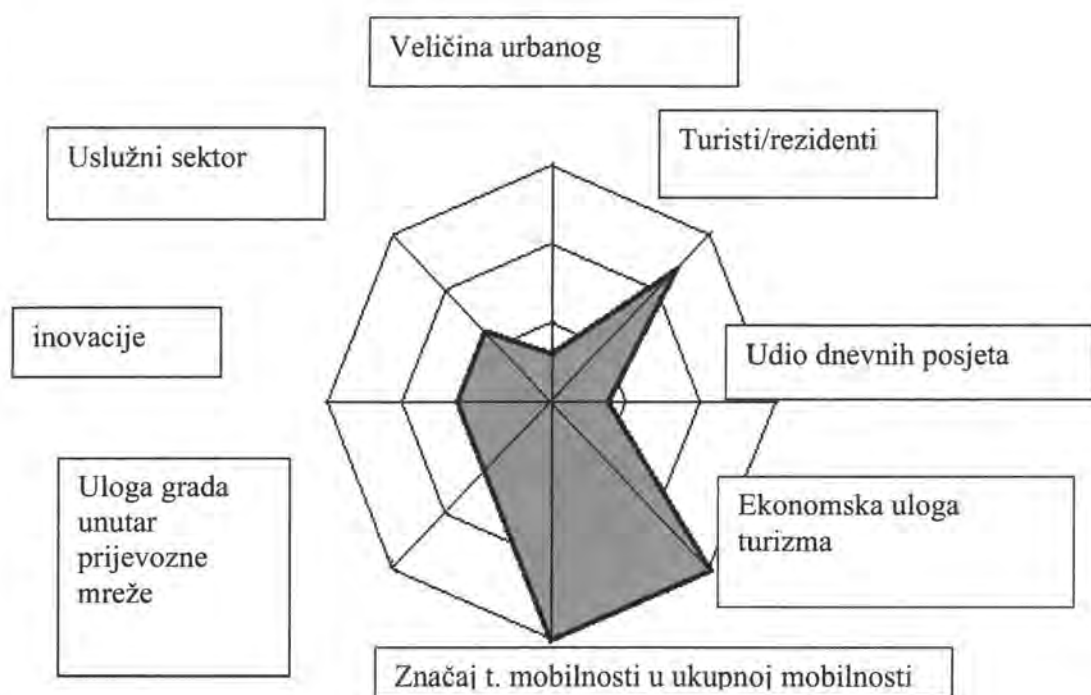 Veličina urbanog
Turisti/rezidenti
Uslužni sektor
inovacije
Udio dnevnih posjeta
Uloga grada
unutar
prijevozne
mreže
Ekonomska uloga
turizma
Značaj t. mobilnosti u ukupnoj mobilnosti